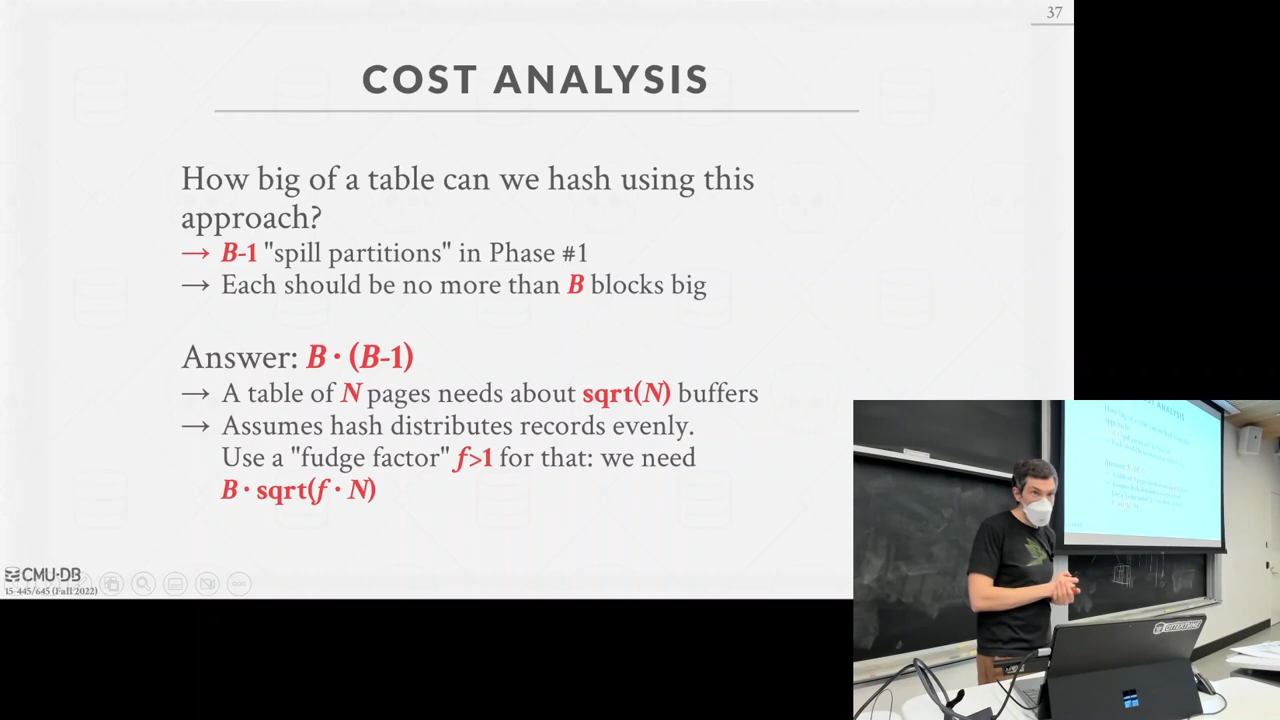 37
COST ANALYSIS
How big of a table can we hash using this
approach?
→ B-1 "spill partitions" in Phase #1
→ Each should be no more than B blocks big
Answer: B · (B-1)
→ A table of N pages needs about sqrt(N) buffers
→ Assumes hash distributes records evenly.
Use a "fudge factor" f>1 for that: we need
B · sqrt(f · N)
CMU·DB
15-445/645 (Fall 2022)
OTTERTUNE